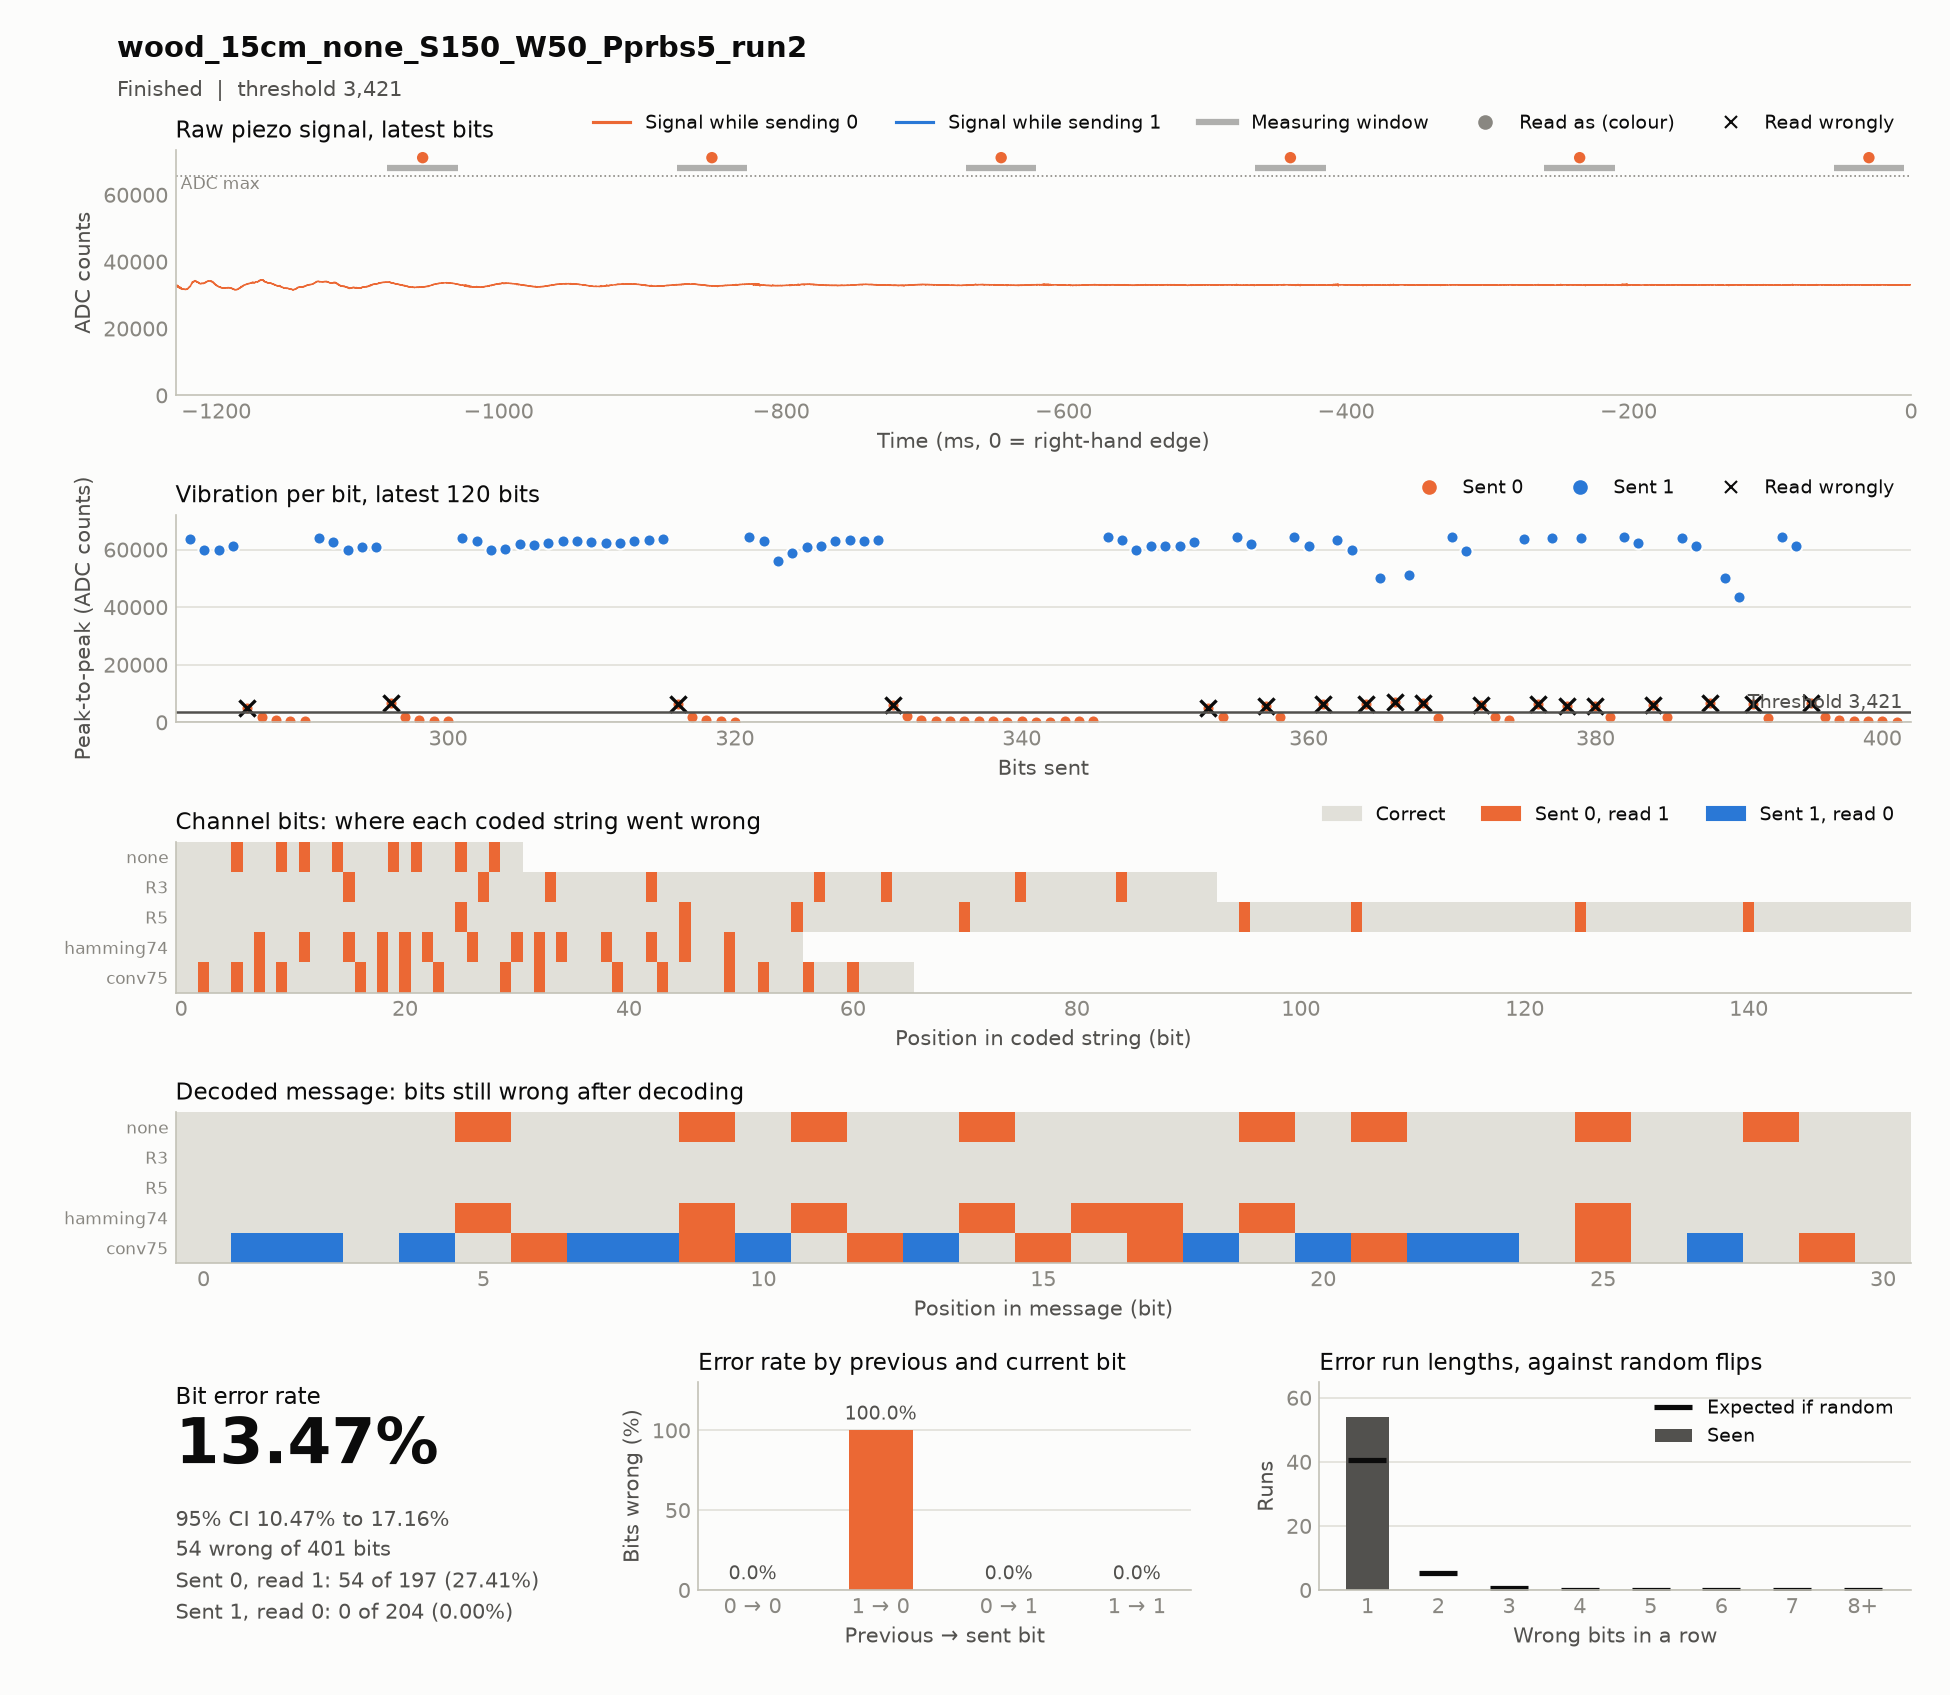 wood_15cm_none_S150_W50_Pprbs5_run2
Finished | threshold 3,421
Raw piezo signal, latest bits
Signal while sending 0
Signal while sending 1
Measuring window
Read as (colour)
Read wrongly
ADC max
60000
40000
20000
0
ADC counts
−1200 −1000 −800 −600 −400 −200 0
Time (ms, 0 = right-hand edge)
Vibration per bit, latest 120 bits
Sent 0
Sent 1
Read wrongly
60000
40000
20000
0
Peak-to-peak (ADC counts)
Threshold 3,421
300 320 340 360 380 400
Bits sent
Channel bits: where each coded string went wrong
Correct
Sent 0, read 1
Sent 1, read 0
none
R3
R5
hamming74
conv75
0 20 40 60 80 100 120 140
Position in coded string (bit)
Decoded message: bits still wrong after decoding
none
R3
R5
hamming74
conv75
0 5 10 15 20 25 30
Position in message (bit)
Bit error rate
13.47%
95% CI 10.47% to 17.16%
54 wrong of 401 bits
Sent 0, read 1: 54 of 197 (27.41%)
Sent 1, read 0: 0 of 204 (0.00%)
Error rate by previous and current bit
100
50
0
Bits wrong (%)
0.0% 100.0% 0.0% 0.0%
0 → 0 1 → 0 0 → 1 1 → 1
Previous → sent bit
Error run lengths, against random flips
Expected if random
Seen
60
40
20
0
Runs
1 2 3 4 5 6 7 8+
Wrong bits in a row